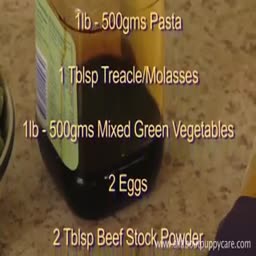 1lb - 500gms Pasta
1 Tblsp Treacle/Molasses
1lb - 500gms Mixed Green Vegetables
2 Eggs
2 Tblsp Beef Stock Powder